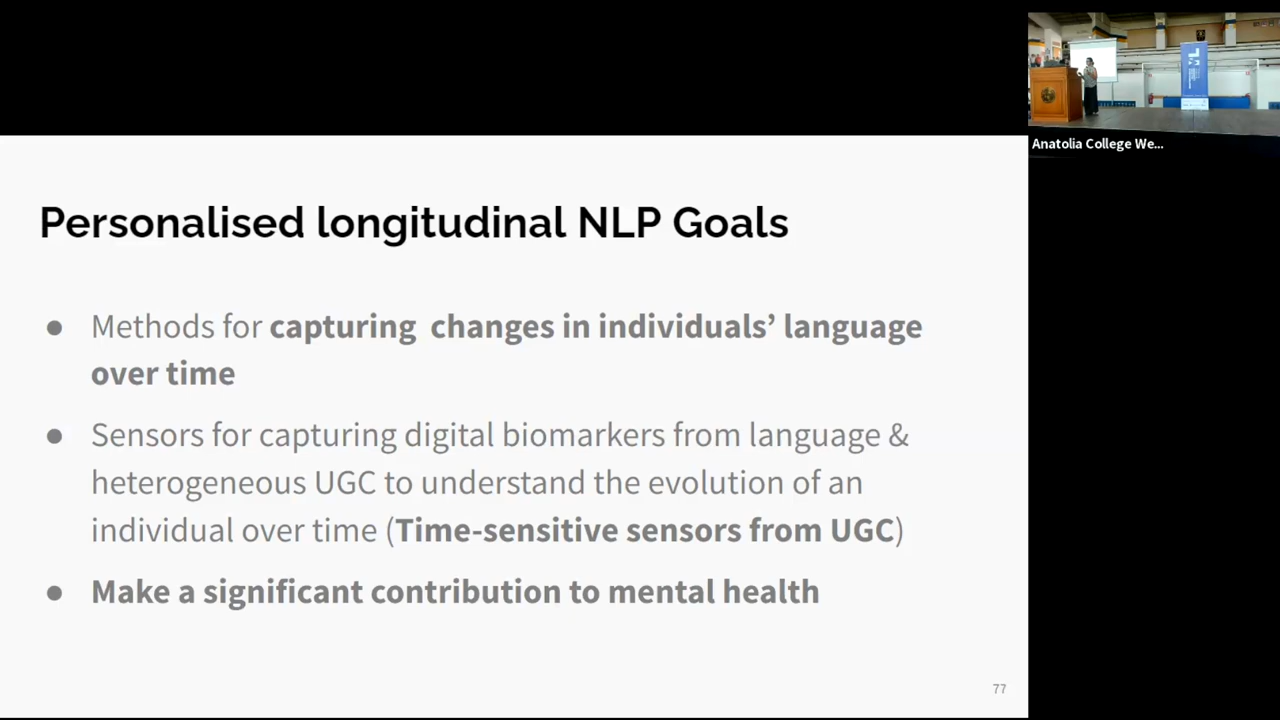 Personalised longitudinal NLP Goals
● Methods for capturing changes in individuals’ language
over time
● Sensors for capturing digital biomarkers from language &
heterogeneous UGC to understand the evolution of an
individual over time (Time-sensitive sensors from UGC)
● Make a significant contribution to mental health
77
Anatolia College We...